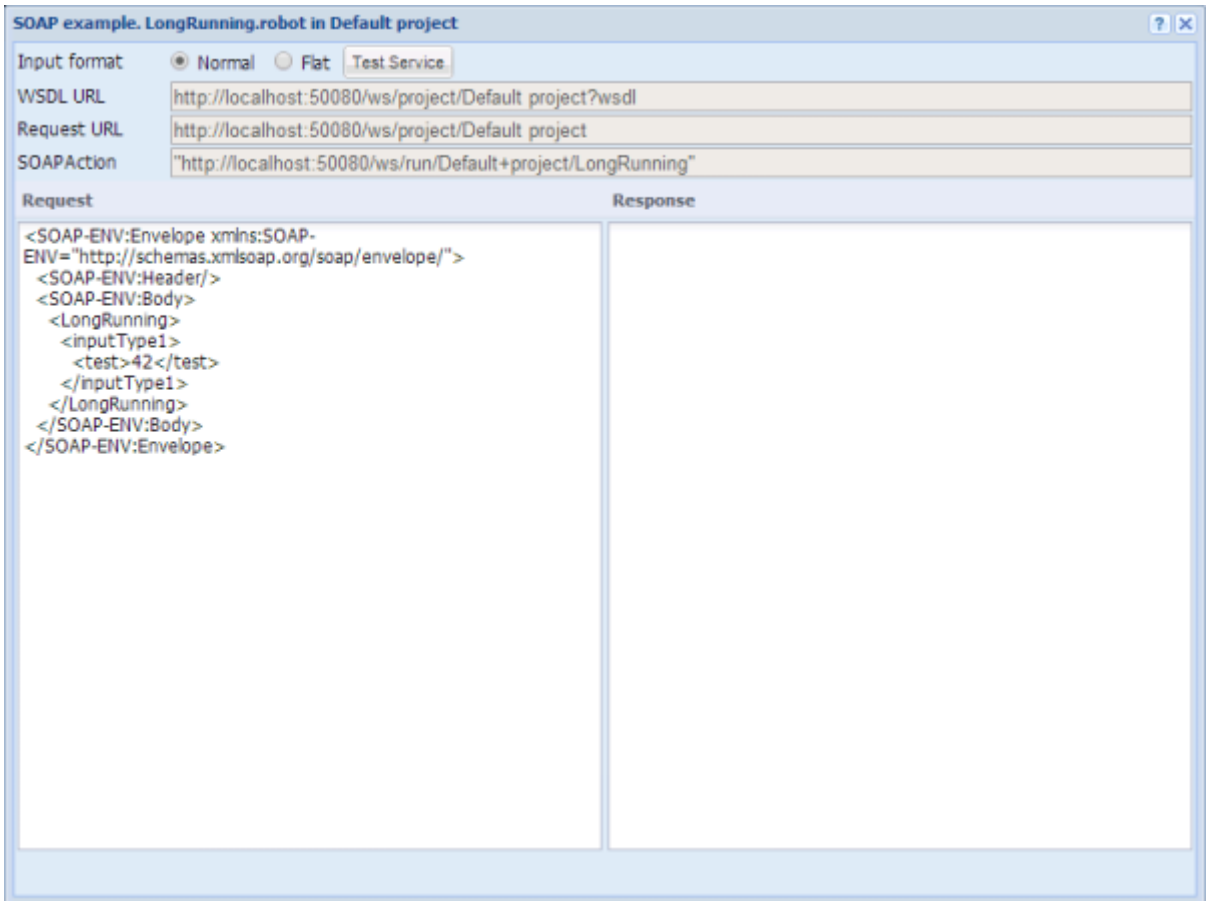 SOAP example. LongRunning.robot in Default project
Input format Normal Flat Test Service
WSDL URL http://localhost:50080/ws/project/Default project?wsdl
Request URL http://localhost:50080/ws/project/Default project
SOAPAction "http://localhost:50080/ws/run/Default+project/LongRunning"
Request Response
<SOAP-ENV:Envelope xmlns:SOAP-
ENV="http://schemas.xmlsoap.org/soap/envelope/">
<SOAP-ENV:Header/>
<SOAP-ENV:Body>
<LongRunning>
<inputType1>
<test>42</test>
</inputType1>
</LongRunning>
</SOAP-ENV:Body>
</SOAP-ENV:Envelope>